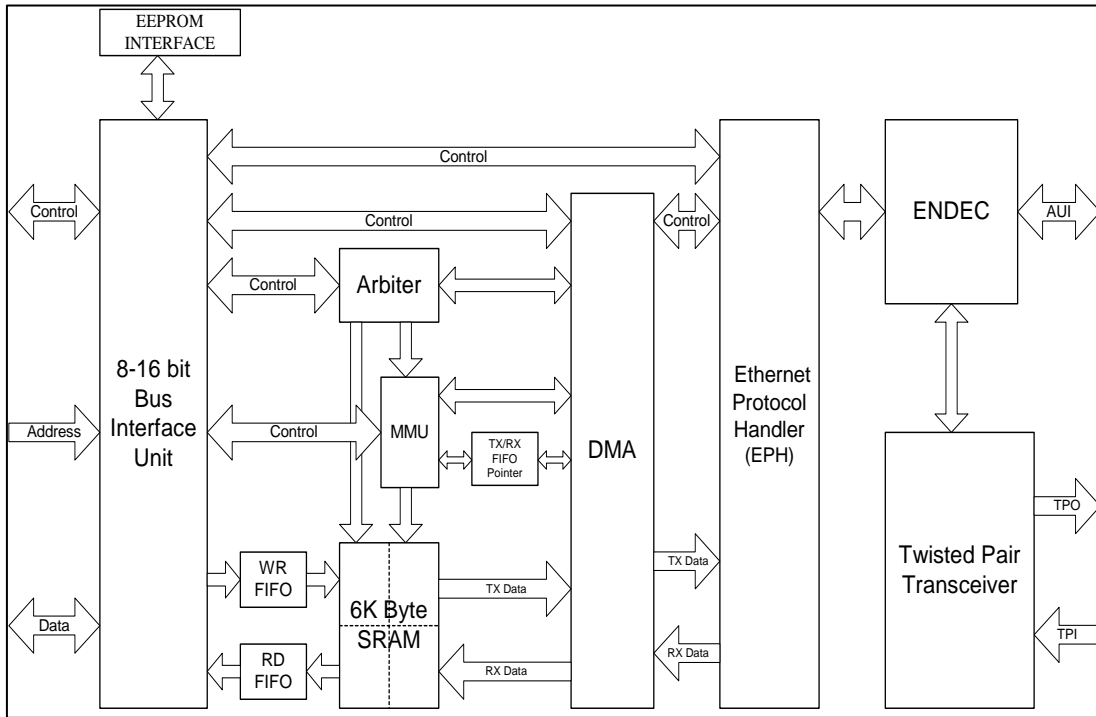 EEPROM
INTERFACE
Control
Control
Control
Control
ENDEC
AUI
Control
Arbiter
8-16 bit
Bus
Interface
Unit
Address
Control
MMU
TX/RX
FIFO
Pointer
DMA
Ethernet
Protocol
Handler
(EPH)
TPO
Twisted Pair
Transceiver
TPI
WR
FIFO
6K Byte
SRAM
TX Data
TX Data
Data
RD
FIFO
RX Data
RX Data